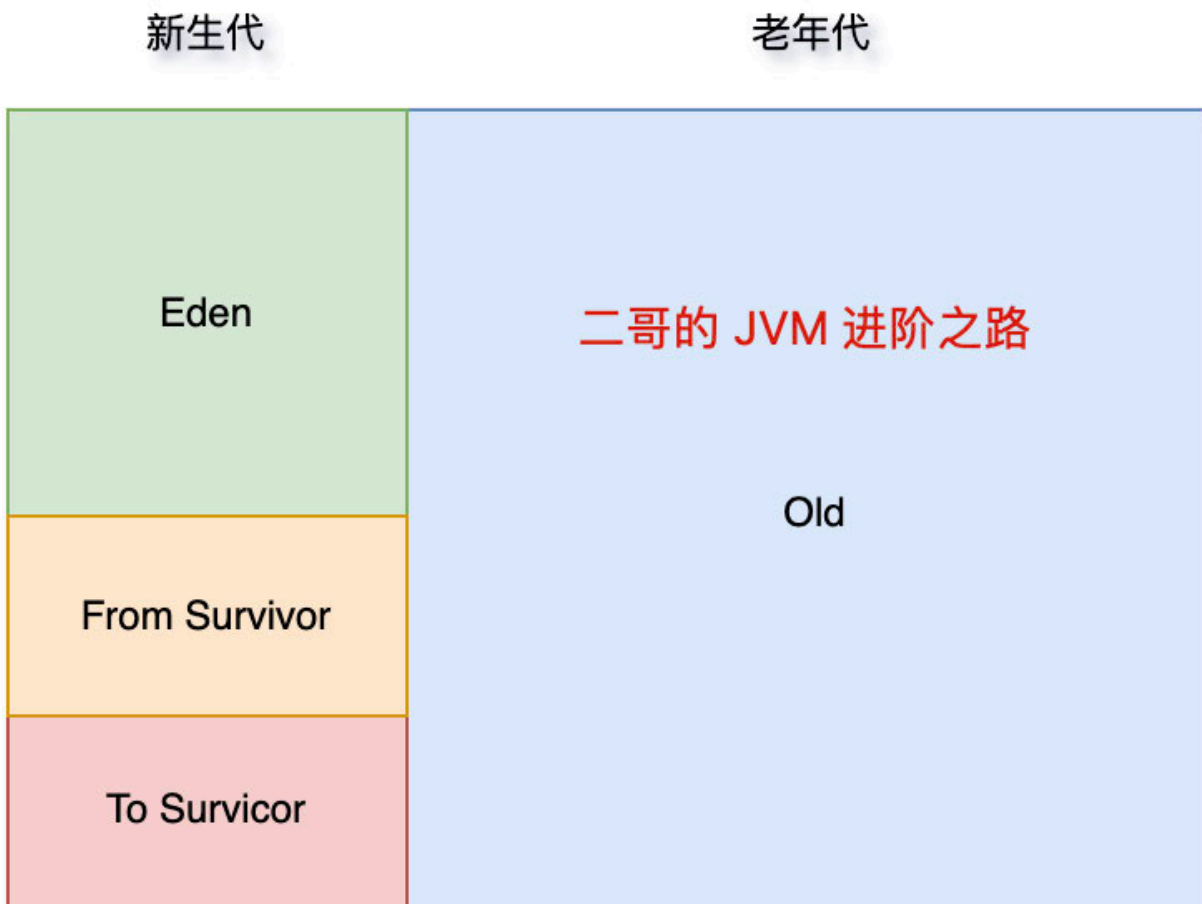 新生代
老年代
Eden
二哥的 JVM 进阶之路
Old
From Survivor
To Survicor